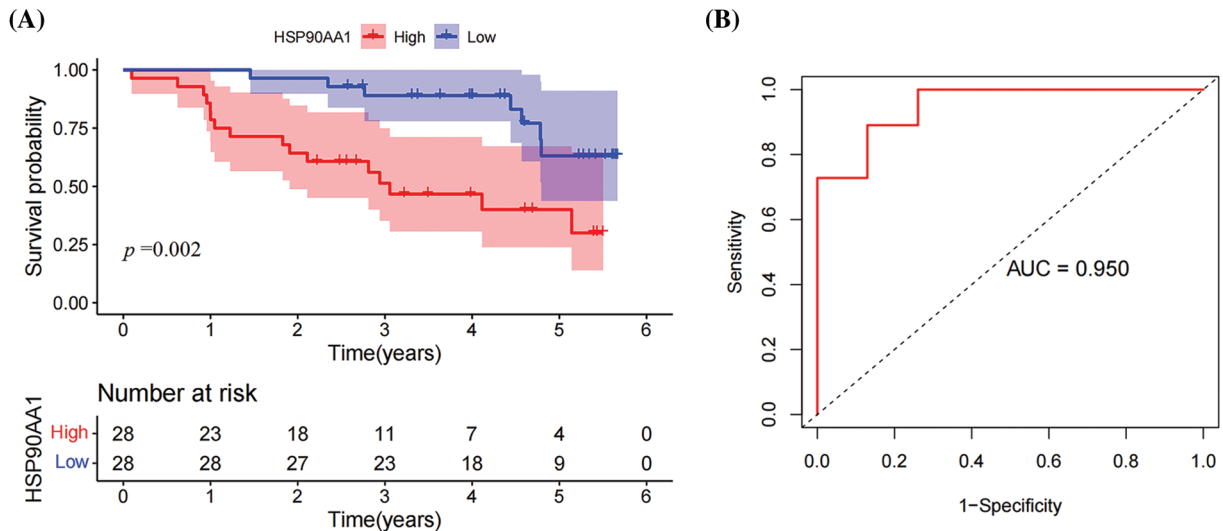 (A)
HSP90AA1 High Low
1.00
0.75
0.50
0.25
0.00
Survival probability
p =0.002
0 1 2 3 4 5 6
Time(years)
Number at risk
HSP90AA1
High 28 23 18 11 7 4 0
Low 28 28 27 23 18 9 0
0 1 2 3 4 5 6
Time(years)
(B)
1.0
0.8
0.6
0.4
0.2
0.0
Sensitivity
AUC = 0.950
0.0 0.2 0.4 0.6 0.8 1.0
1−Specificity